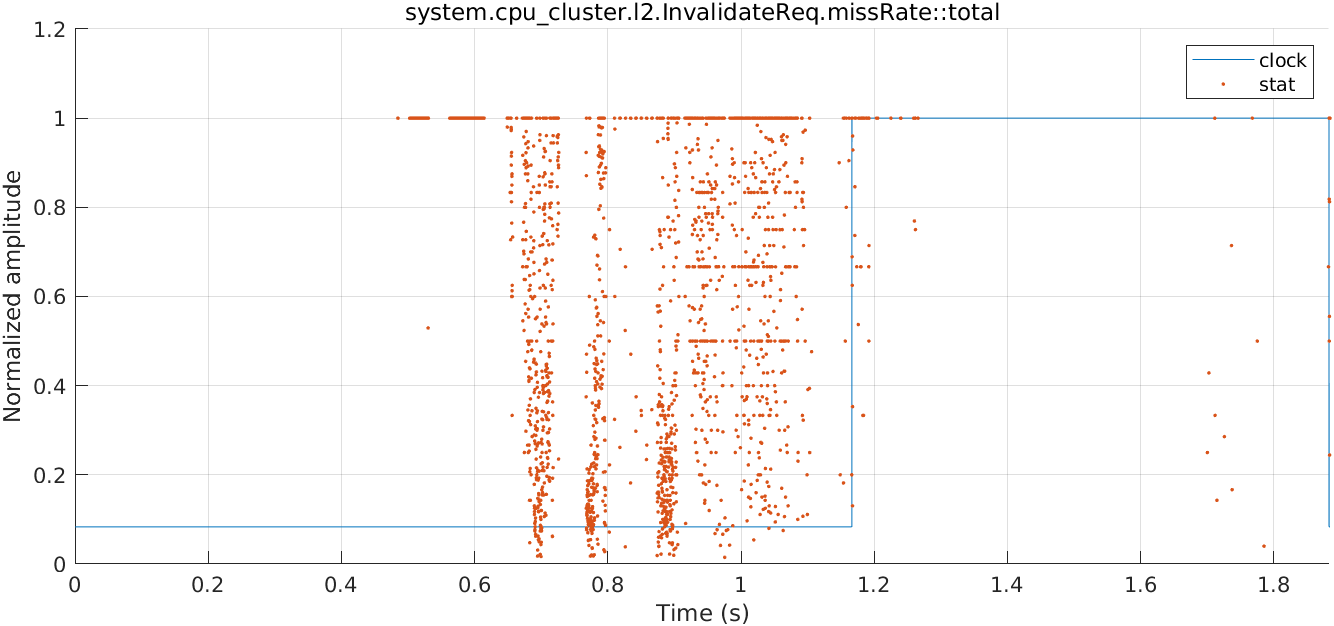 system.cpu_cluster.l2.InvalidateReq.missRate::total
1.2
1
0.8
0.6
0.4
0.2
0
Normalized amplitude
clock
stat
0 0.2 0.4 0.6 0.8 1 1.2 1.4 1.6 1.8
Time (s)